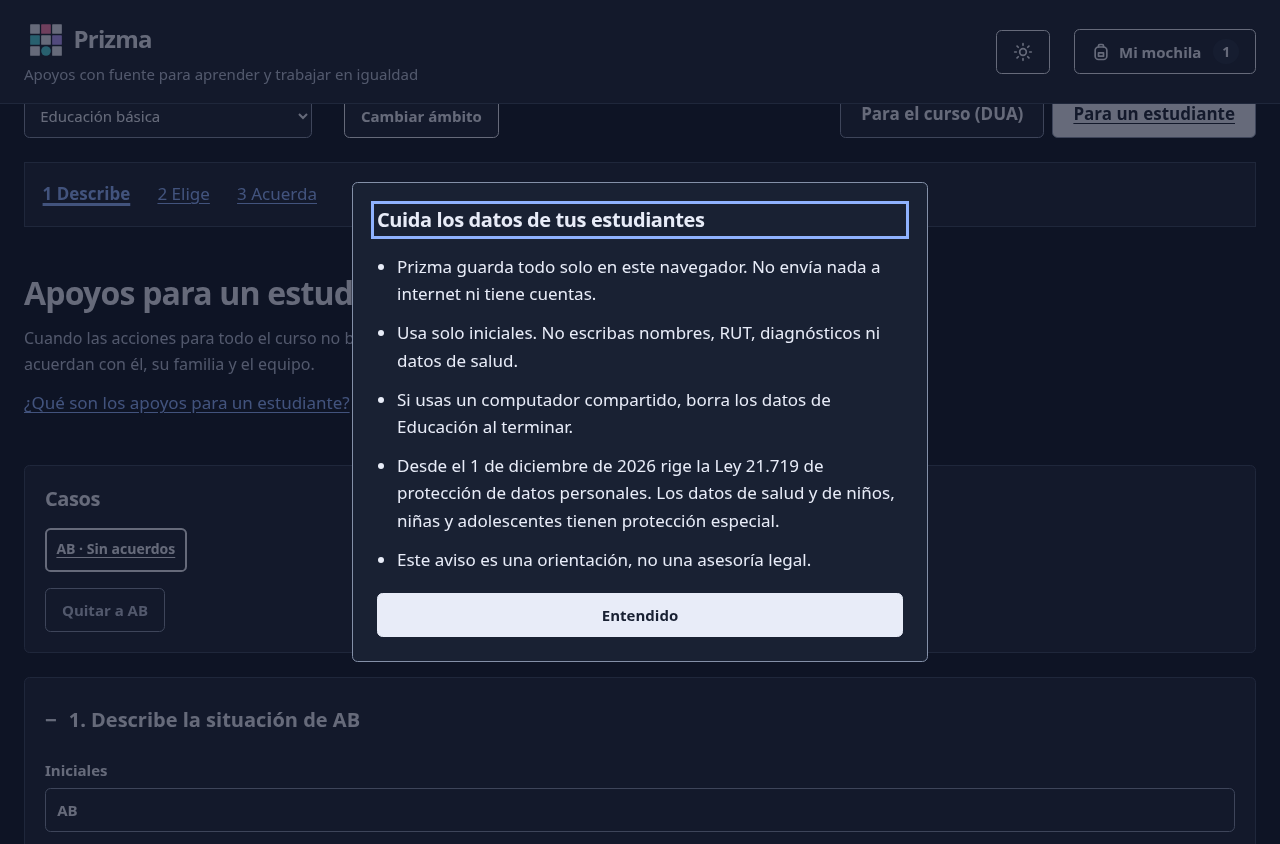 Prizma
Apoyos con fuente para aprender y trabajar en igualdad
Mi mochila 1
Educación básica
Cambiar ámbito
Para el curso (DUA)
Para un estudiante
1 Describe
2 Elige
3 Acuerda
Apoyos para un estud
Cuando las acciones para todo el curso no b
acuerdan con él, su familia y el equipo.
¿Qué son los apoyos para un estudiante?
Casos
AB · Sin acuerdos
Quitar a AB
− 1. Describe la situación de AB
Iniciales
AB
Cuida los datos de tus estudiantes
• Prizma guarda todo solo en este navegador. No envía nada a
internet ni tiene cuentas.
• Usa solo iniciales. No escribas nombres, RUT, diagnósticos ni
datos de salud.
• Si usas un computador compartido, borra los datos de
Educación al terminar.
• Desde el 1 de diciembre de 2026 rige la Ley 21.719 de
protección de datos personales. Los datos de salud y de niños,
niñas y adolescentes tienen protección especial.
• Este aviso es una orientación, no una asesoría legal.
Entendido